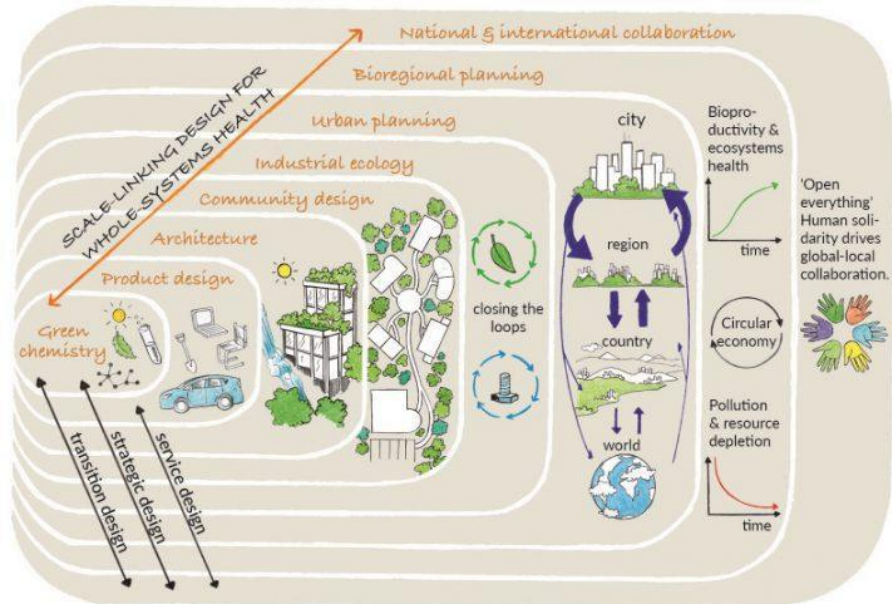 National & international collaboration
Bioregional planning
Urban planning
Industrial ecology
Community design
Architecture
Product design
Green
chemistry
SCALE-LINKING DESIGN FOR
WHOLE-SYSTEMS HEALTH
transition design
strategic design
service design
closing the
loops
city
region
country
world
Biopro-
ductivity &
ecosystems
health
time
Circular
economy
Pollution
& resource
depletion
time
'Open
everything'
Human soli-
darity drives
global-local
collaboration.